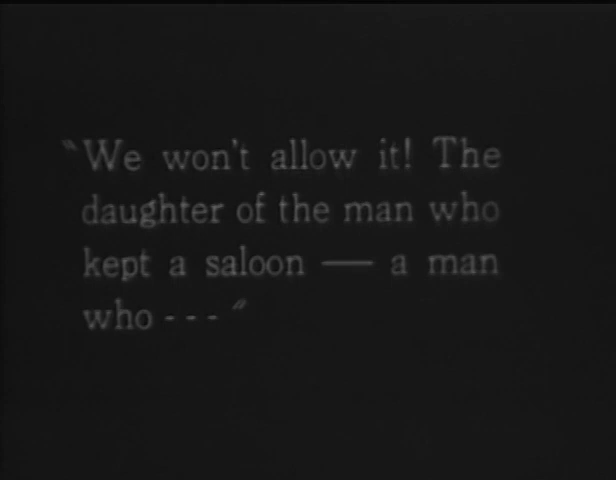 "We won't allow it! The
daughter of the man who
kept a saloon — a man
who - - - "